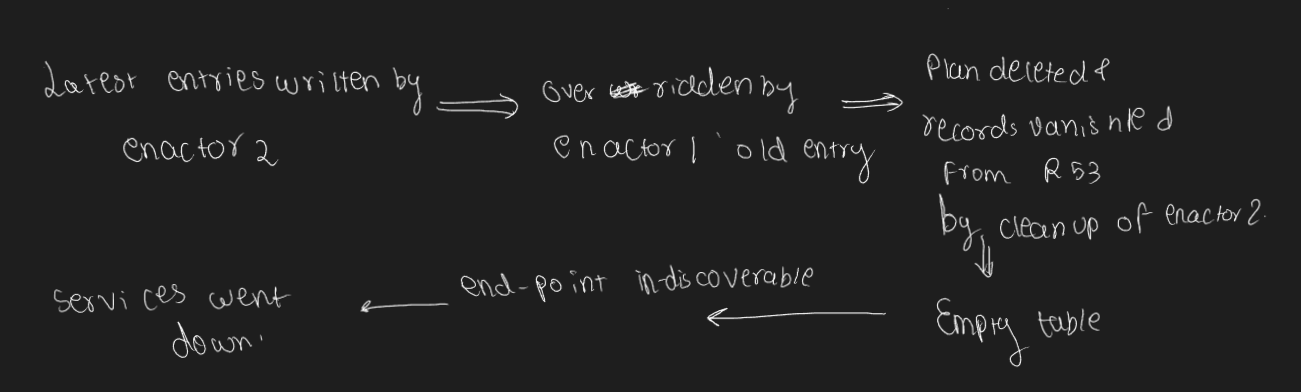 Latest entries written by
enactor 2
over ridden by
enactor 1 ' old entry
Plan deleted &
records vanished
From R53
by cleanup of enactor 2.
Empty table
end-point in-discoverable
services went
down.